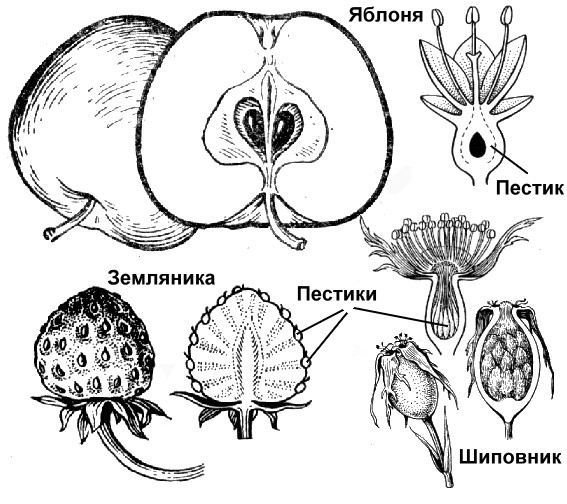 Яблоня
Пестик
Земляника
Пестики
Шиповник